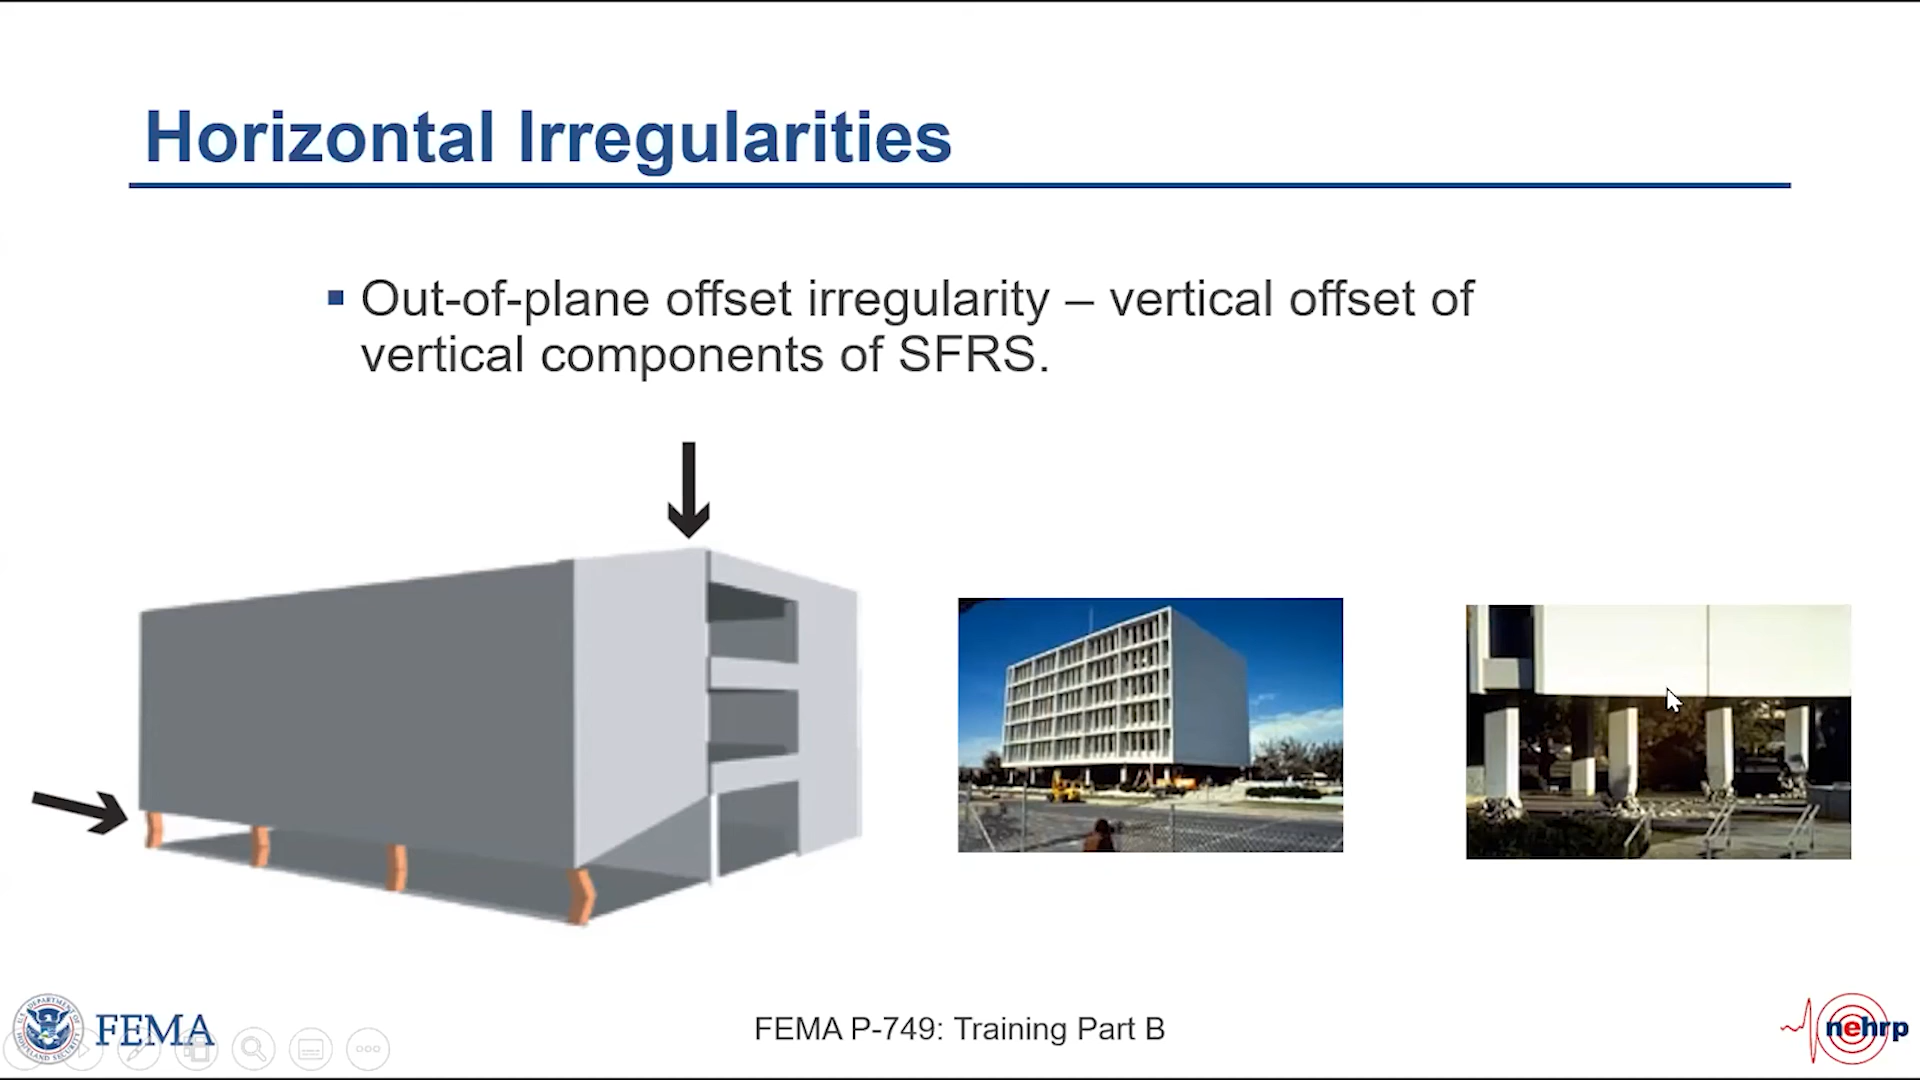 Horizontal Irregularities
▪ Out-of-plane offset irregularity – vertical offset of
vertical components of SFRS.
FEMA
FEMA P-749: Training Part B
nehrp